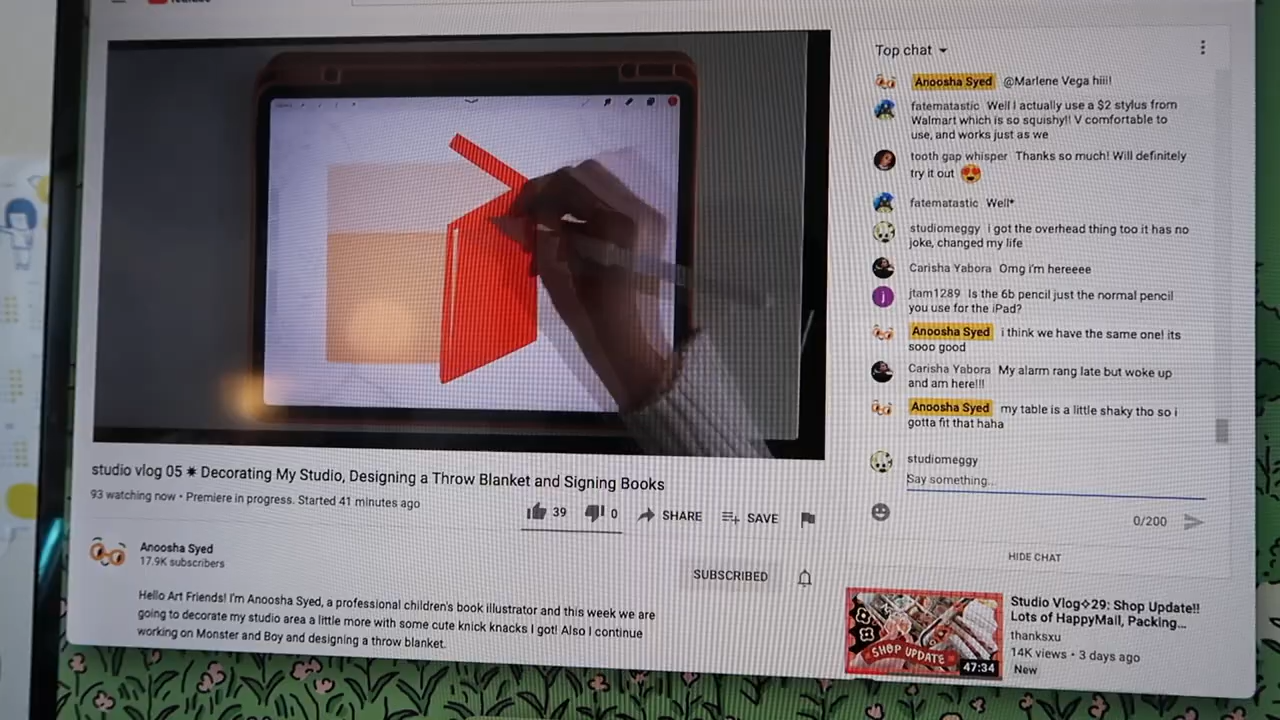 Top chat
Anoosha Syed @Marlene Vega hiii!
fatematastic Well I actually use a $2 stylus from
Walmart which is so squishy!! V comfortable to
use, and works just as we
tooth gap whisper Thanks so much! Will definitely
try it out 😍
fatematastic Well*
studiomeggy i got the overhead thing too it has no
joke, changed my life
Carisha Yabora Omg i'm hereeee
jtam1289 Is the 6b pencil just the normal pencil
you use for the iPad?
Anoosha Syed i think we have the same one! its
sooo good
Carisha Yabora My alarm rang late but woke up
and am here!!!
Anoosha Syed my table is a little shaky tho so i
gotta fit that haha
studiomeggy
Say something...
0/200
HIDE CHAT
studio vlog 05 ✷ Decorating My Studio, Designing a Throw Blanket and Signing Books
93 watching now • Premiere in progress. Started 41 minutes ago
39 0 SHARE SAVE
Anoosha Syed
17.9K subscribers
SUBSCRIBED
Hello Art Friends! I'm Anoosha Syed, a professional children's book illustrator and this week we are
going to decorate my studio area a little more with some cute knick knacks I got! Also I continue
working on Monster and Boy and designing a throw blanket.
SHOP UPDATE
47:34
Studio Vlog✧29: Shop Update!!
Lots of HappyMail, Packing...
thanksxu
14K views • 3 days ago
New